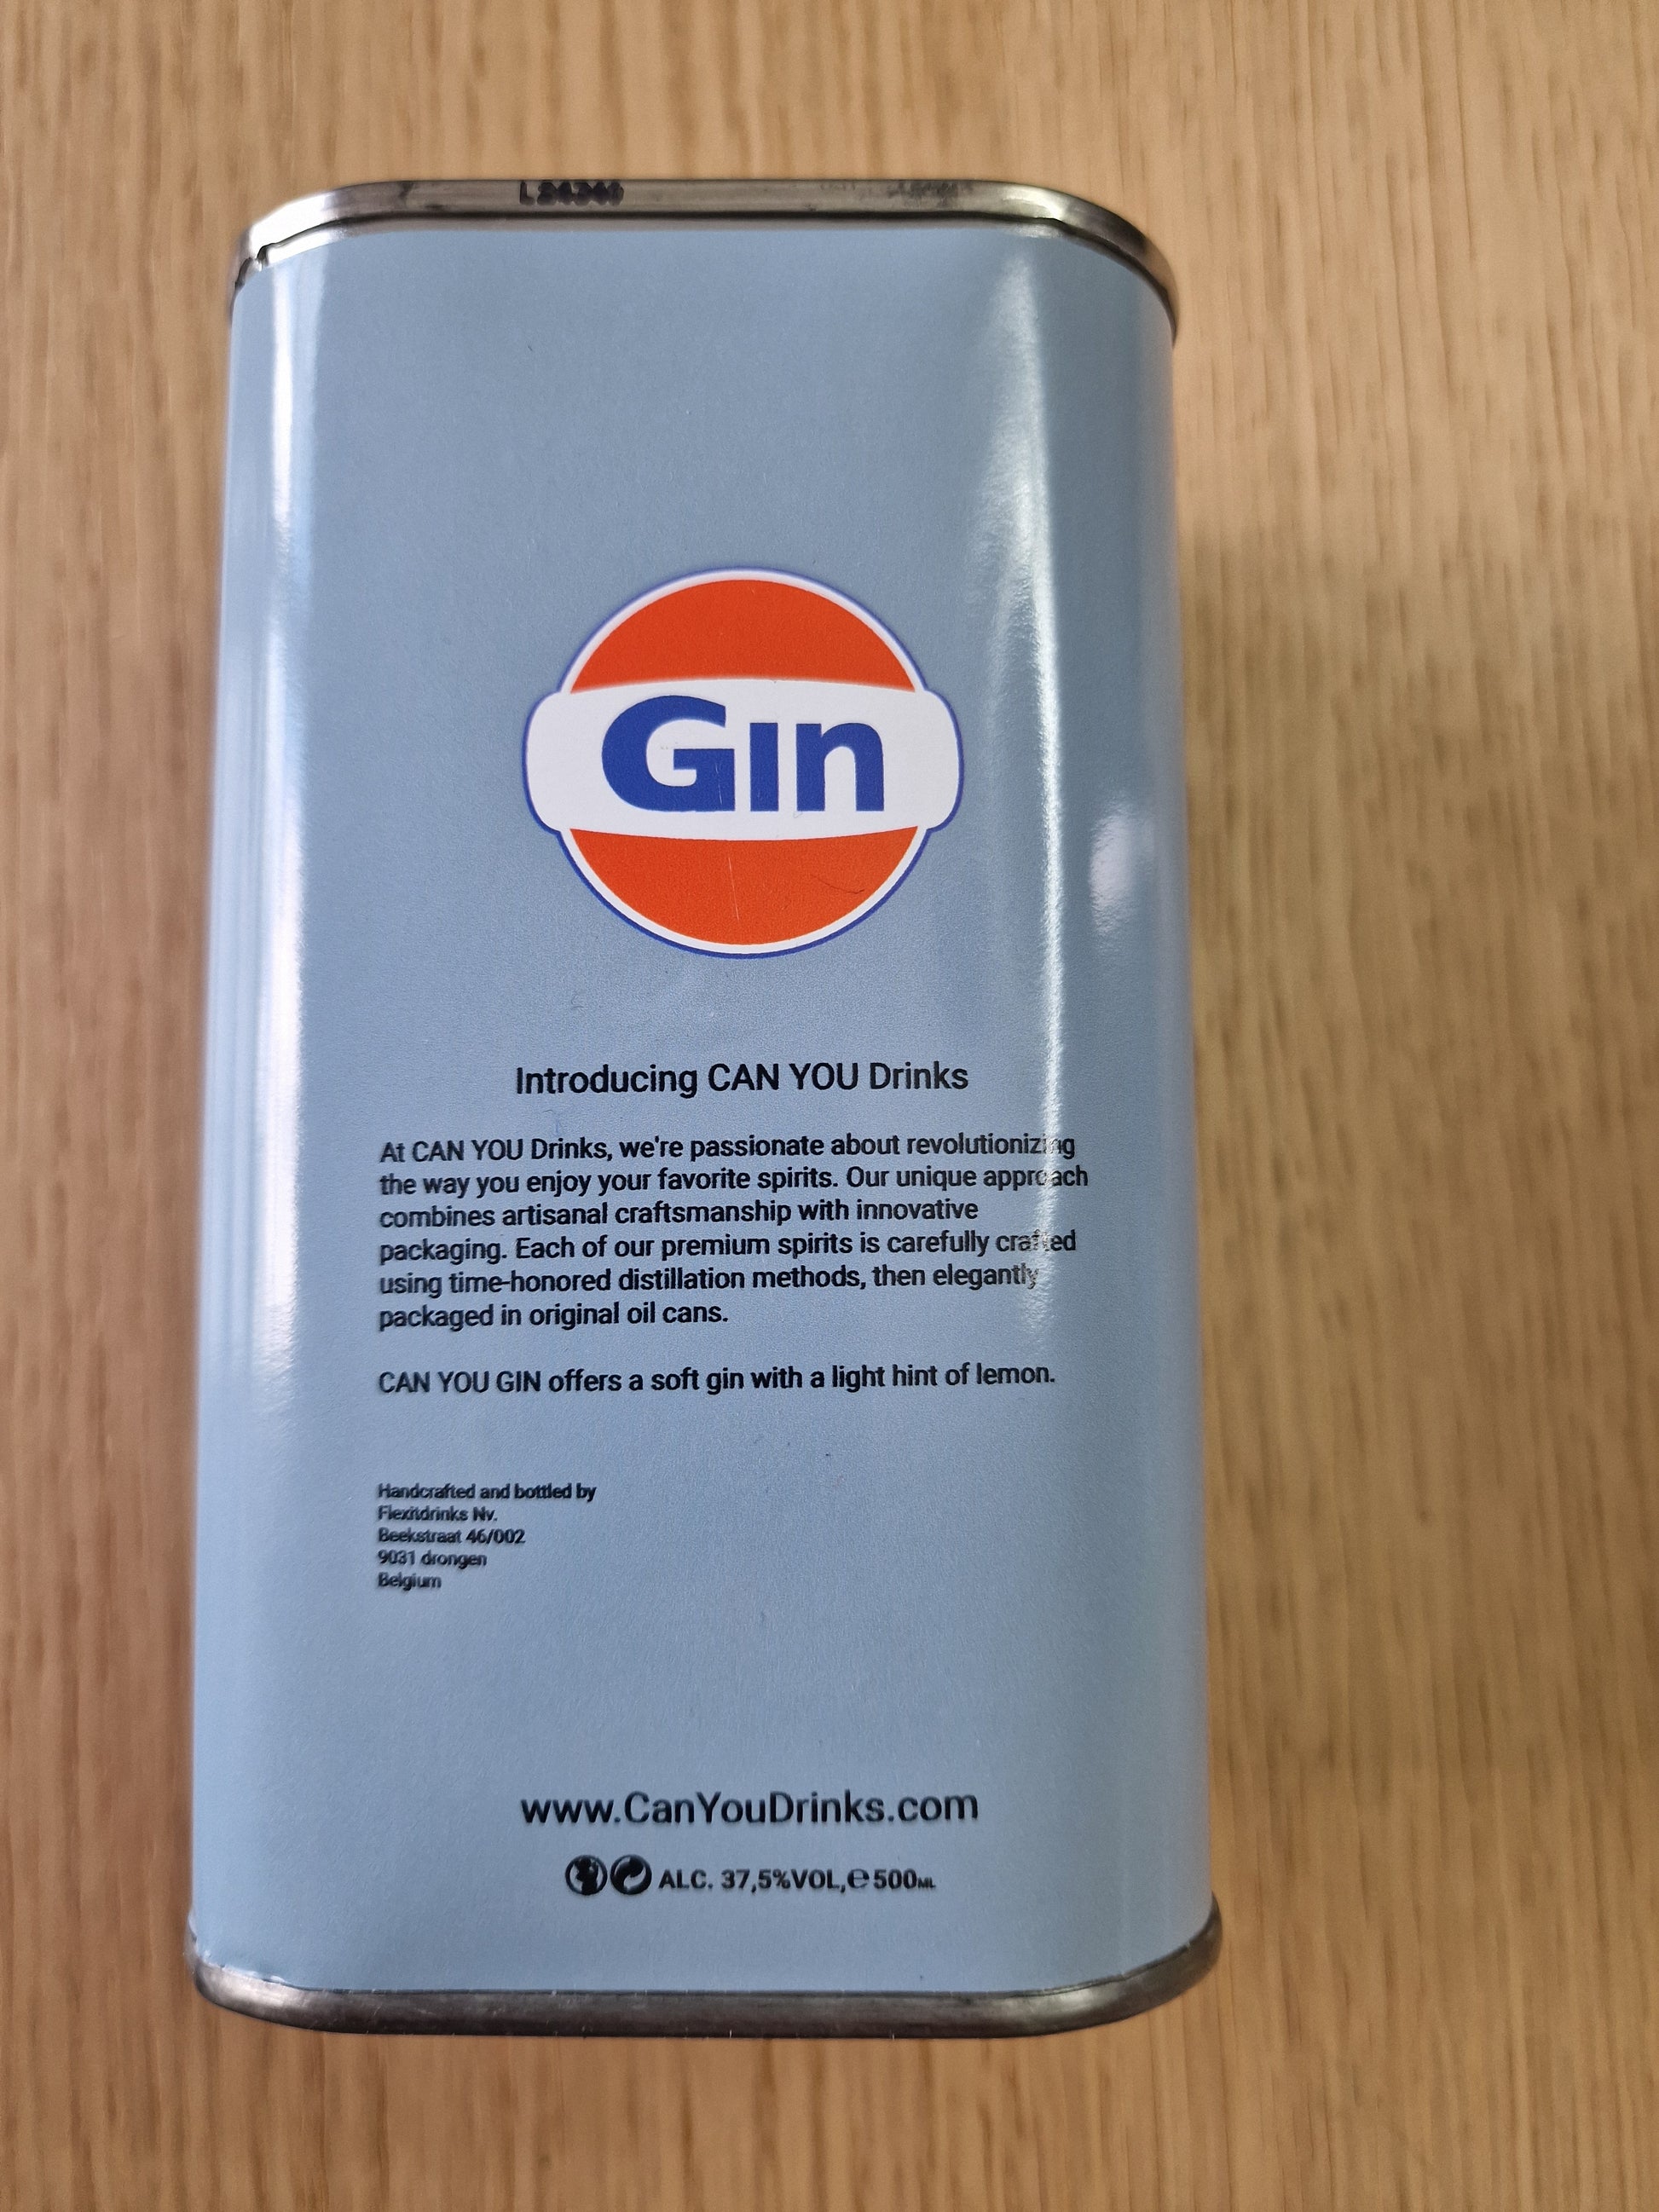 Gin
Introducing CAN YOU Drinks
At CAN YOU Drinks, we're passionate about revolutionizing
the way you enjoy your favorite spirits. Our unique approach
combines artisanal craftsmanship with innovative
packaging. Each of our premium spirits is carefully crafted
using time-honored distillation methods, then elegantly
packaged in original oil cans.
CAN YOU GIN offers a soft gin with a light hint of lemon.
Handcrafted and bottled by
Flexitdrinks Nv.
Beekstraat 46/002
9031 drongen
Belgium
www.CanYouDrinks.com
ALC. 37,5%VOL,℮500ML